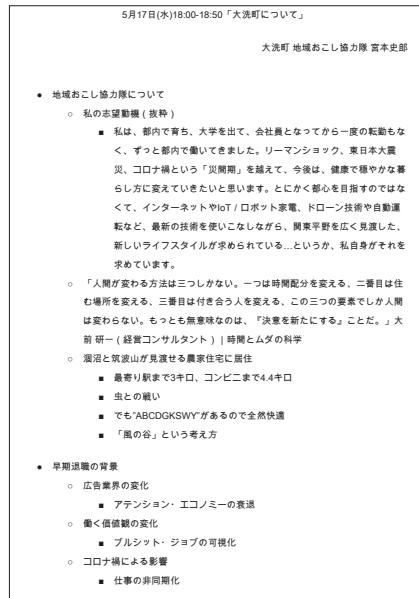 5月17日(水)18:00-18:50「大洗町について」
大洗町 地域おこし協力隊 宮本史郎
● 地域おこし協力隊について
○ 私の志望動機（抜粋）
■ 私は、都内で育ち、大学を出て、会社員となってから一度の転勤もな
く、ずっと都内で働いてきました。リーマンショック、東日本大震
災、コロナ禍という「災間期」を越えて、今後は、健康で穏やかな暮
らし方に変えていきたいと思います。とにかく都心を目指すのではな
くて、インターネットやIoT / ロボット家電、ドローン技術や自動運
転など、最新の技術を使いこなしながら、関東平野を広く見渡した、
新しいライフスタイルが求められている…というか、私自身がそれを
求めています。
○ 「人間が変わる方法は三つしかない。一つは時間配分を変える、二番目は住
む場所を変える、三番目は付き合う人を変える、この三つの要素でしか人間
は変わらない。もっとも無意味なのは、『決意を新たにする』ことだ。」大
前 研一（経営コンサルタント）｜時間とムダの科学
○ 涸沼と筑波山が見渡せる農家住宅に居住
■ 最寄り駅まで3キロ、コンビニまで4.4キロ
■ 虫との戦い
■ でも"ABCDGKSWY"があるので全然快適
■ 「風の谷」という考え方
● 早期退職の背景
○ 広告業界の変化
■ アテンション・エコノミーの衰退
○ 働く価値観の変化
■ ブルシット・ジョブの可視化
○ コロナ禍による影響
■ 仕事の非同期化